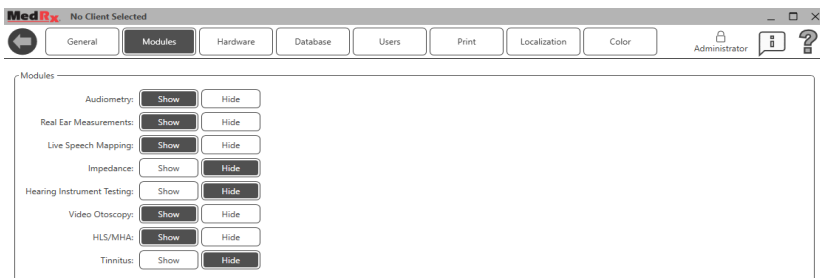 MedRx No Client Selected
General Modules Hardware Database Users Print Localization Color Administrator
Modules
Audiometry: Show Hide
Real Ear Measurements: Show Hide
Live Speech Mapping: Show Hide
Impedance: Show Hide
Hearing Instrument Testing: Show Hide
Video Otoscopy: Show Hide
HLS/MHA: Show Hide
Tinnitus: Show Hide